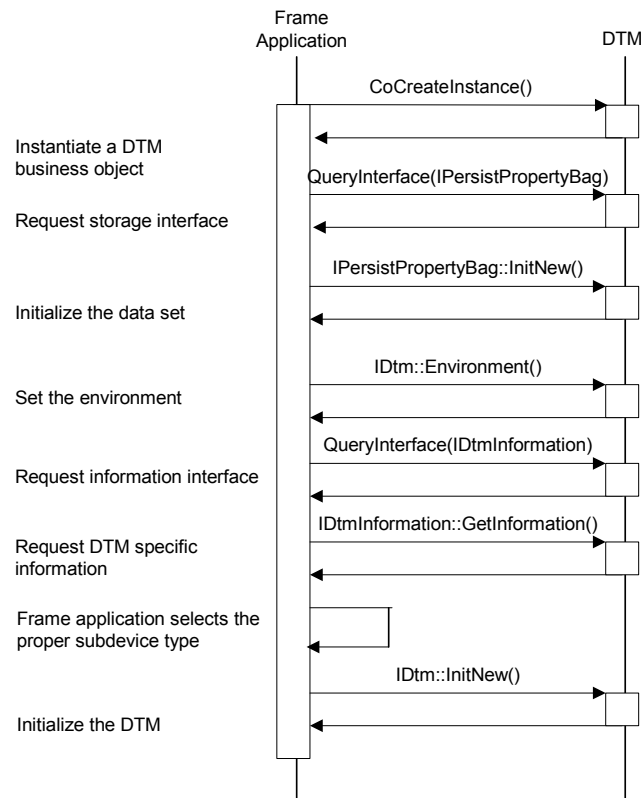 Frame
Application
DTM
CoCreateInstance()
Instantiate a DTM
business object
QueryInterface(IPersistPropertyBag)
Request storage interface
IPersistPropertyBag::InitNew()
Initialize the data set
IDtm::Environment()
Set the environment
QueryInterface(IDtmInformation)
Request information interface
IDtmInformation::GetInformation()
Request DTM specific
information
Frame application selects the
proper subdevice type
IDtm::InitNew()
Initialize the DTM